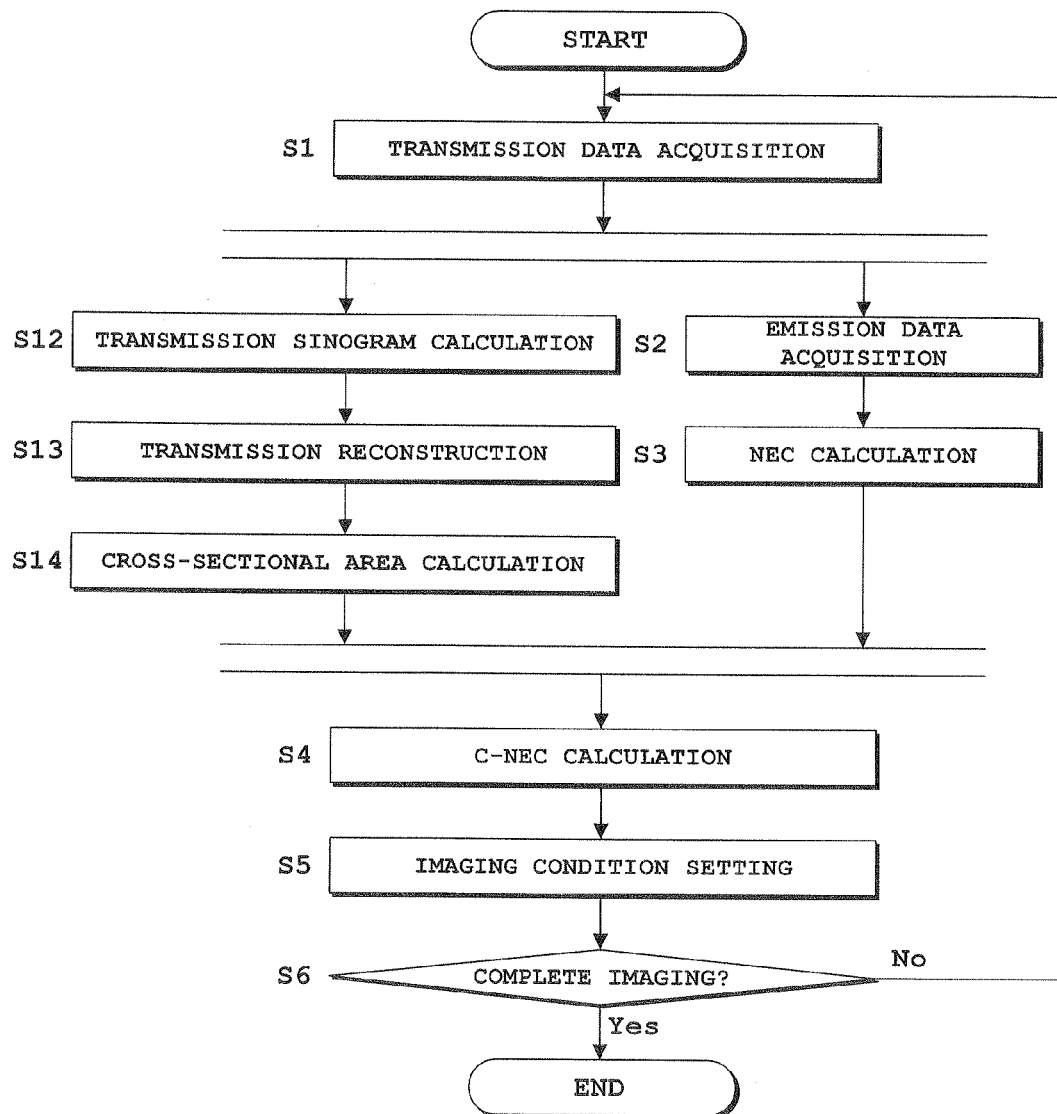 START
S1
TRANSMISSION DATA ACQUISITION
S12
TRANSMISSION SINOGRAM CALCULATION
S2
EMISSION DATA
ACQUISITION
S13
TRANSMISSION RECONSTRUCTION
S3
NEC CALCULATION
S14
CROSS-SECTIONAL AREA CALCULATION
S4
C-NEC CALCULATION
S5
IMAGING CONDITION SETTING
S6
COMPLETE IMAGING?
No
Yes
END